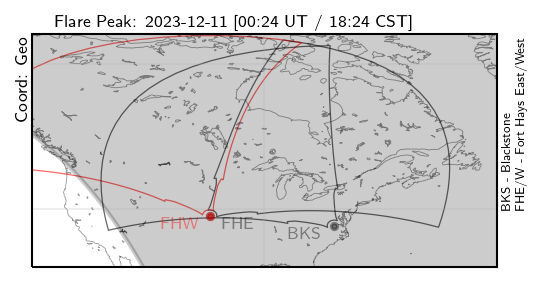 Flare Peak: 2023-12-11 [00:24 UT / 18:24 CST]
Coord: Geo
FHW
FHE
BKS
BKS - Blackstone
FHE/W - Fort Hays East/West